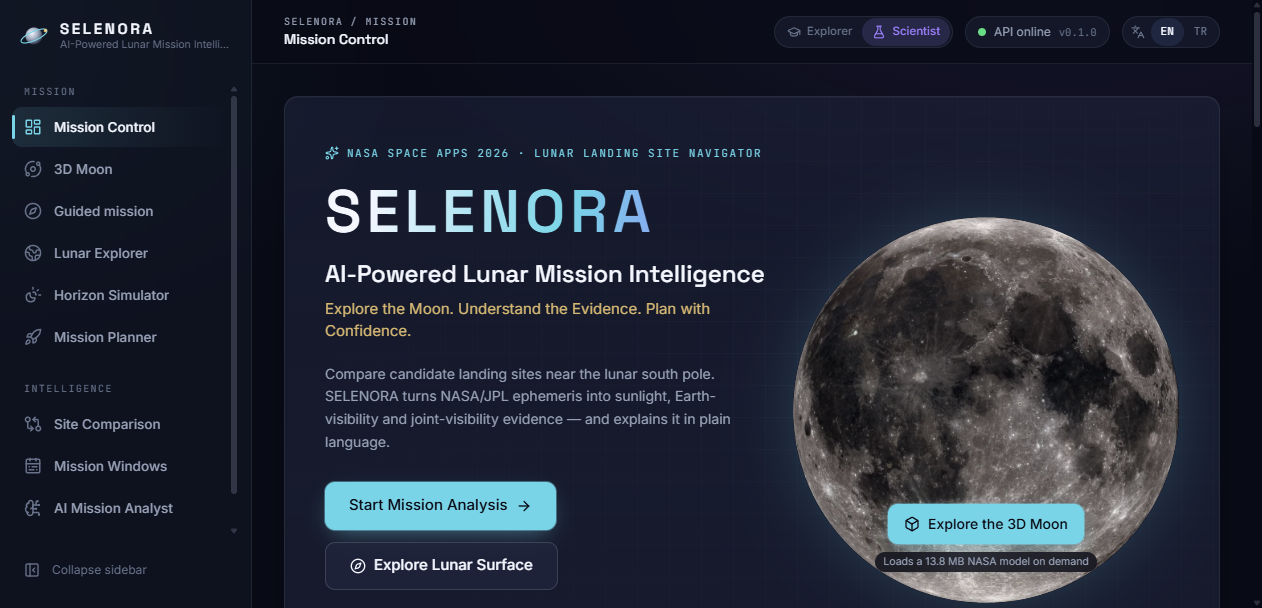 SELENORA
AI-Powered Lunar Mission Intelli...
MISSION
Mission Control
3D Moon
Guided mission
Lunar Explorer
Horizon Simulator
Mission Planner
INTELLIGENCE
Site Comparison
Mission Windows
AI Mission Analyst
Collapse sidebar
SELENORA / MISSION
Mission Control
Explorer
Scientist
API online v0.1.0
EN
TR
NASA SPACE APPS 2026 · LUNAR LANDING SITE NAVIGATOR
SELENORA
AI-Powered Lunar Mission Intelligence
Explore the Moon. Understand the Evidence. Plan with
Confidence.
Compare candidate landing sites near the lunar south pole.
SELENORA turns NASA/JPL ephemeris into sunlight, Earth-
visibility and joint-visibility evidence — and explains it in plain
language.
Start Mission Analysis →
Explore Lunar Surface
Explore the 3D Moon
Loads a 13.8 MB NASA model on demand